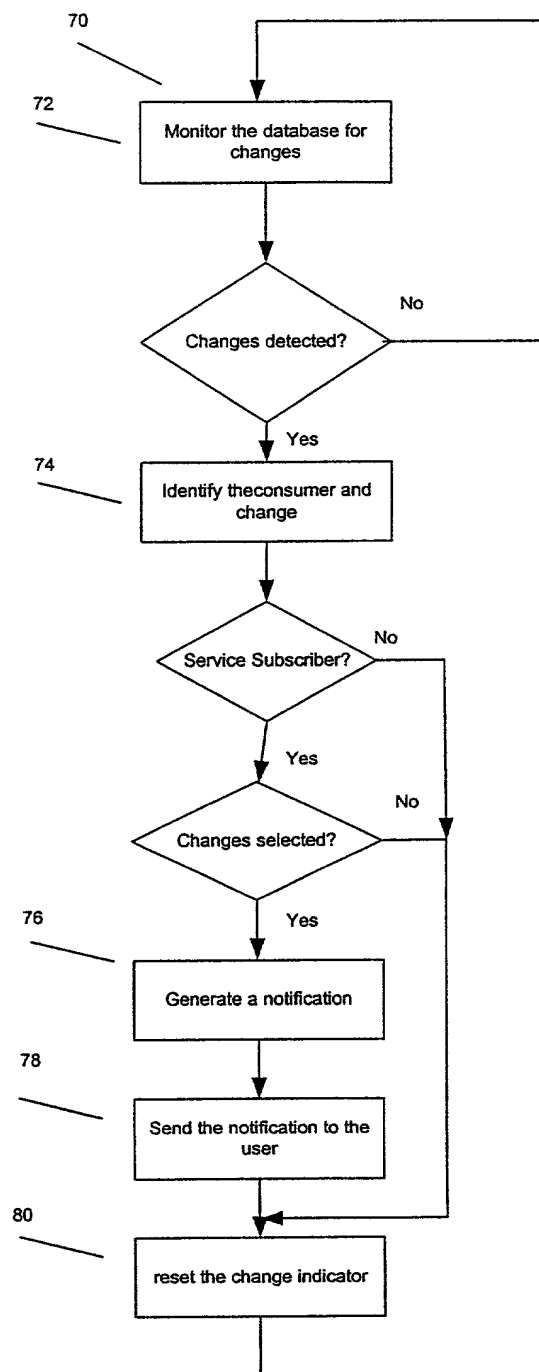 70
72
Monitor the database for
changes
No
Changes detected?
Yes
74
Identify theconsumer and
change
No
Service Subscriber?
Yes
No
Changes selected?
Yes
76
Generate a notification
78
Send the notification to the
user
80
reset the change indicator